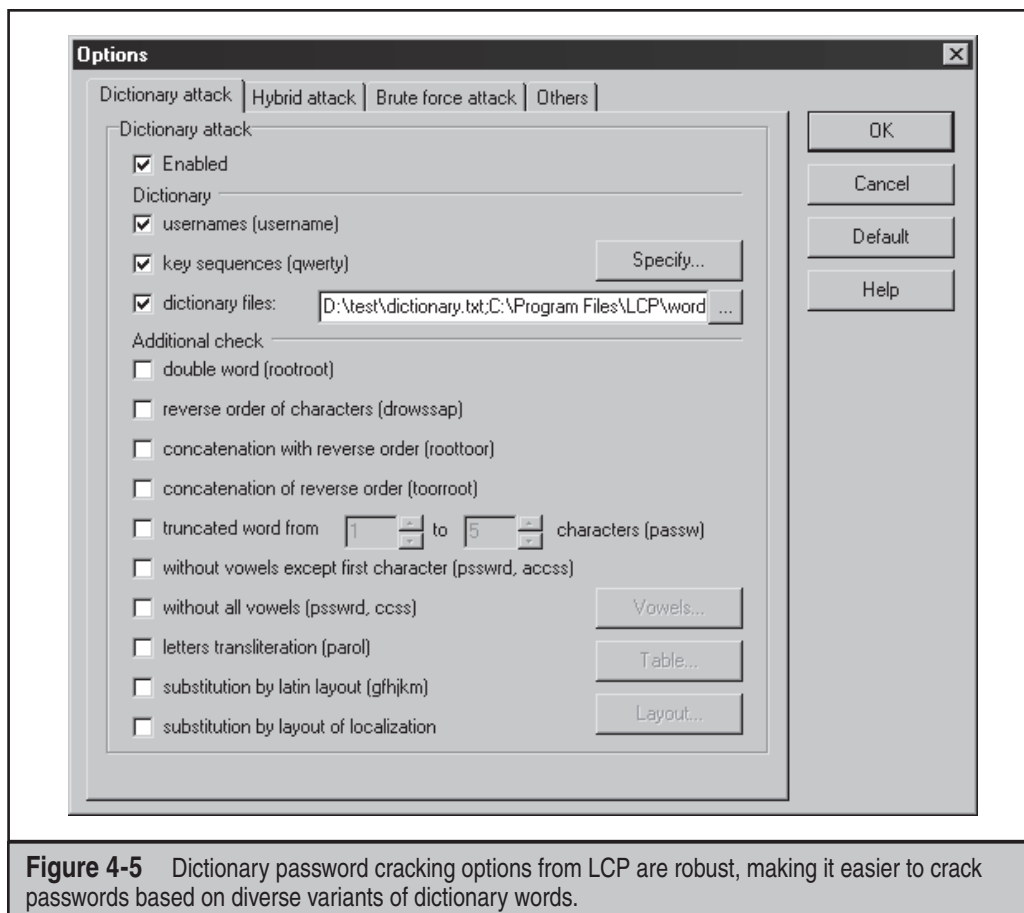 Options
Dictionary attack Hybrid attack Brute force attack Others
Dictionary attack
Enabled
Dictionary
usernames (username)
key sequences (qwerty)
Specify...
dictionary files: D:\test\dictionary.txt;C:\Program Files\LCP\word ...
Additional check
double word (rootroot)
reverse order of characters (drowssap)
concatenation with reverse order (roottoor)
concatenation of reverse order (toorroot)
truncated word from 1 to 5 characters (passw)
without vowels except first character (psswrd, accss)
without all vowels (psswrd, ccss)
Vowels...
letters transliteration (parol)
Table...
substitution by latin layout (gfhjkm)
Layout...
substitution by layout of localization
OK
Cancel
Default
Help
Figure 4-5 Dictionary password cracking options from LCP are robust, making it easier to crack
passwords based on diverse variants of dictionary words.